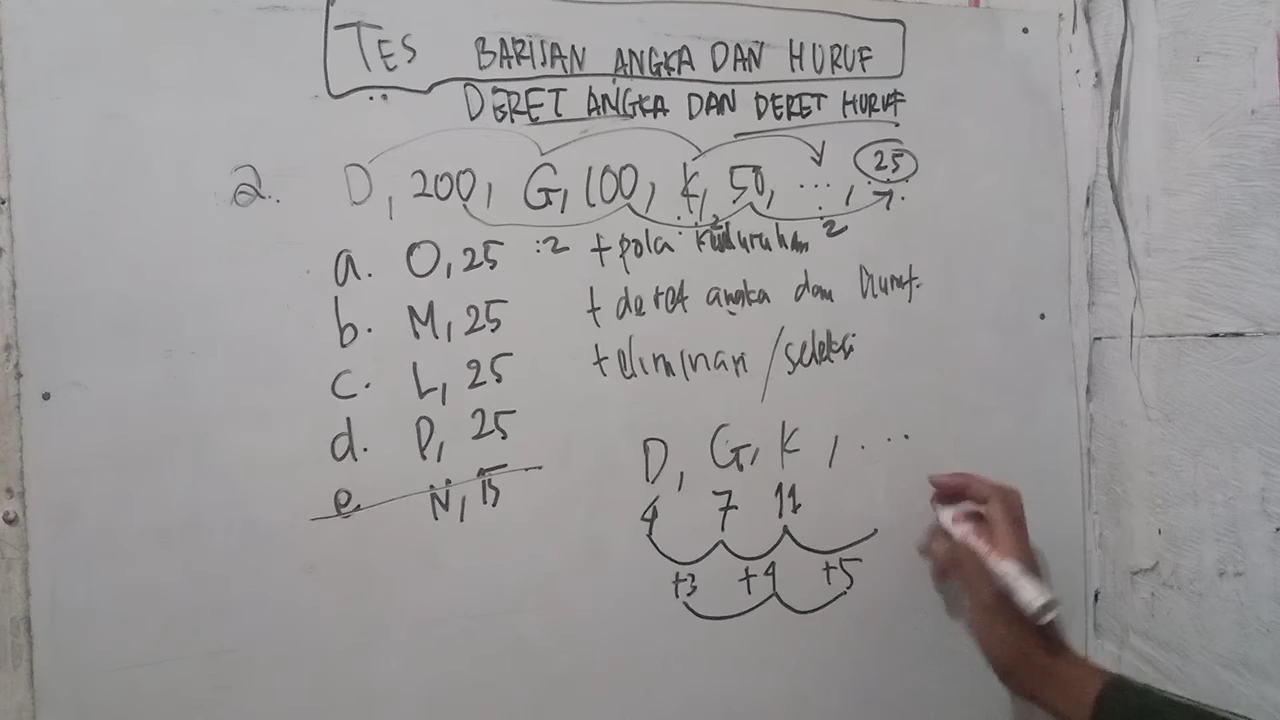 TES BARISAN ANGKA DAN HURUF
DERET ANGKA DAN DERET HURUF
2. D, 200, G, 100, K, 50, ..., 25
a. O, 25 :2 + pola :2 :2
b. M, 25 + deret angka dan huruf.
c. L, 25 + eliminasi / seleksi
d. P, 25
e. N, 15
D, G, K, ...
4 7 11
+3 +4 +5